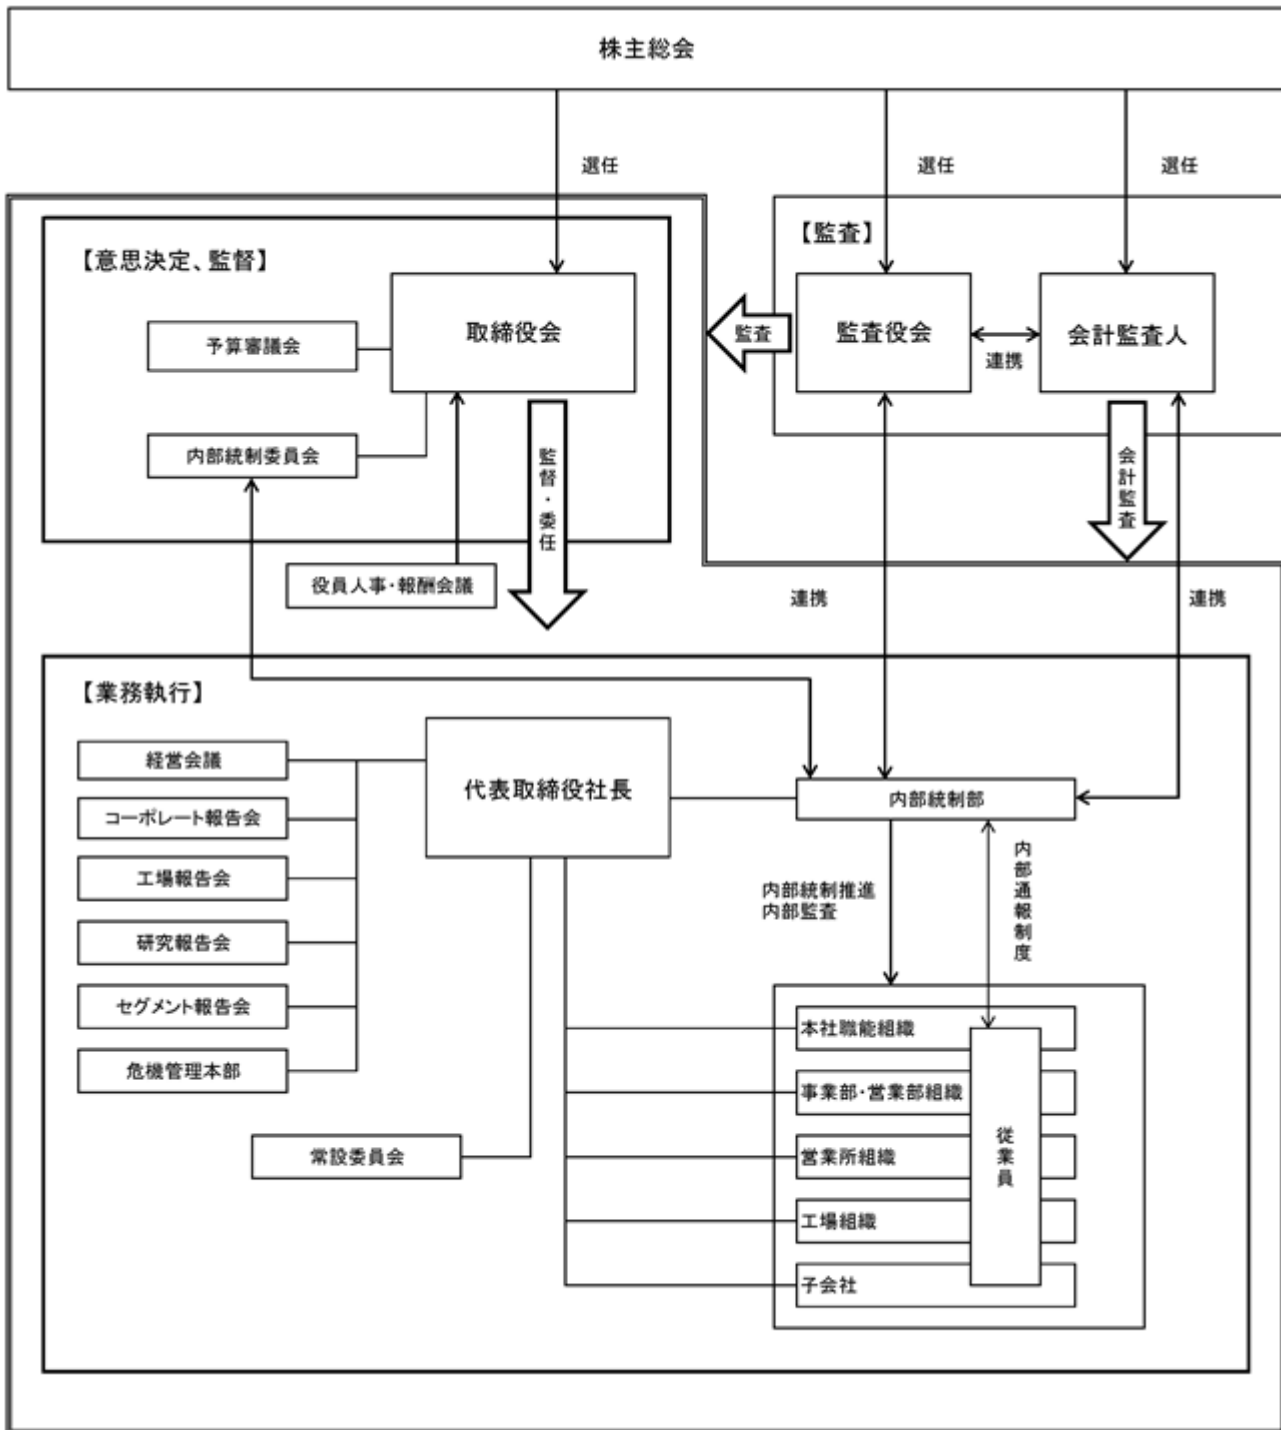 株主総会
選任
選任
選任
【意思決定、監督】
【監査】
取締役会
予算審議会
内部統制委員会
監査
監査役会
連携
会計監査人
監督・委任
会計監査
役員人事・報酬会議
連携
連携
【業務執行】
経営会議
コーポレート報告会
工場報告会
研究報告会
セグメント報告会
危機管理本部
代表取締役社長
常設委員会
内部統制部
内部統制推進
内部監査
内部通報制度
本社職能組織
事業部・営業部組織
営業所組織
工場組織
子会社
従業員